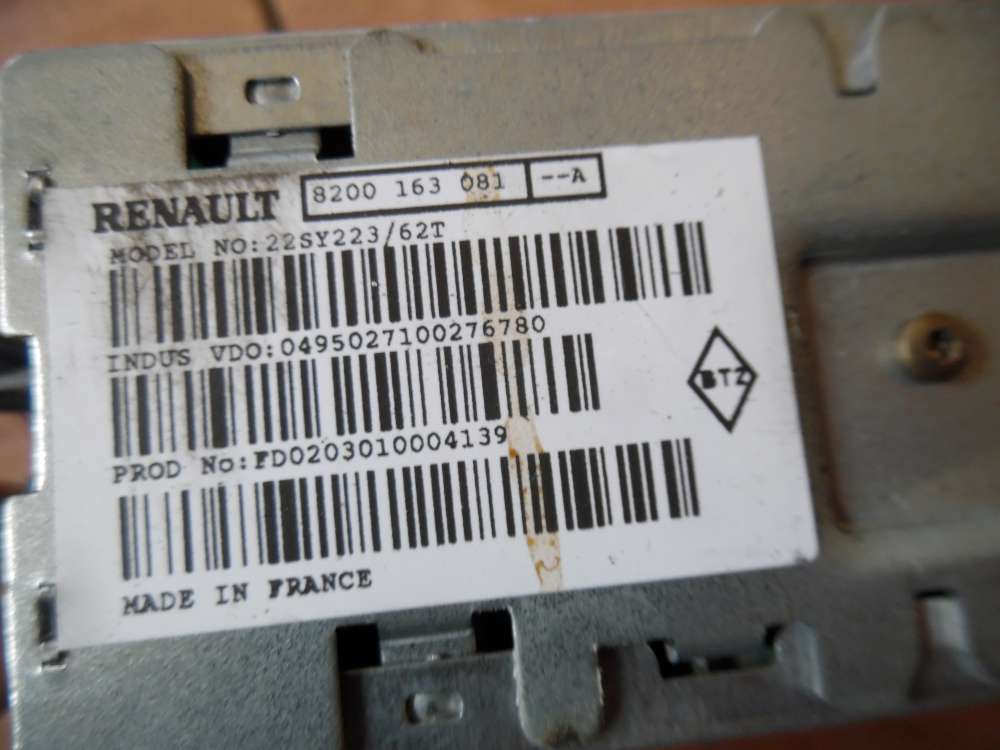 RENAULT 8200 163 081 --A
MODEL NO:22SY223/62T
INDUS VDO:0495027100276780
BTZ
PROD No:FD0203010004139
MADE IN FRANCE